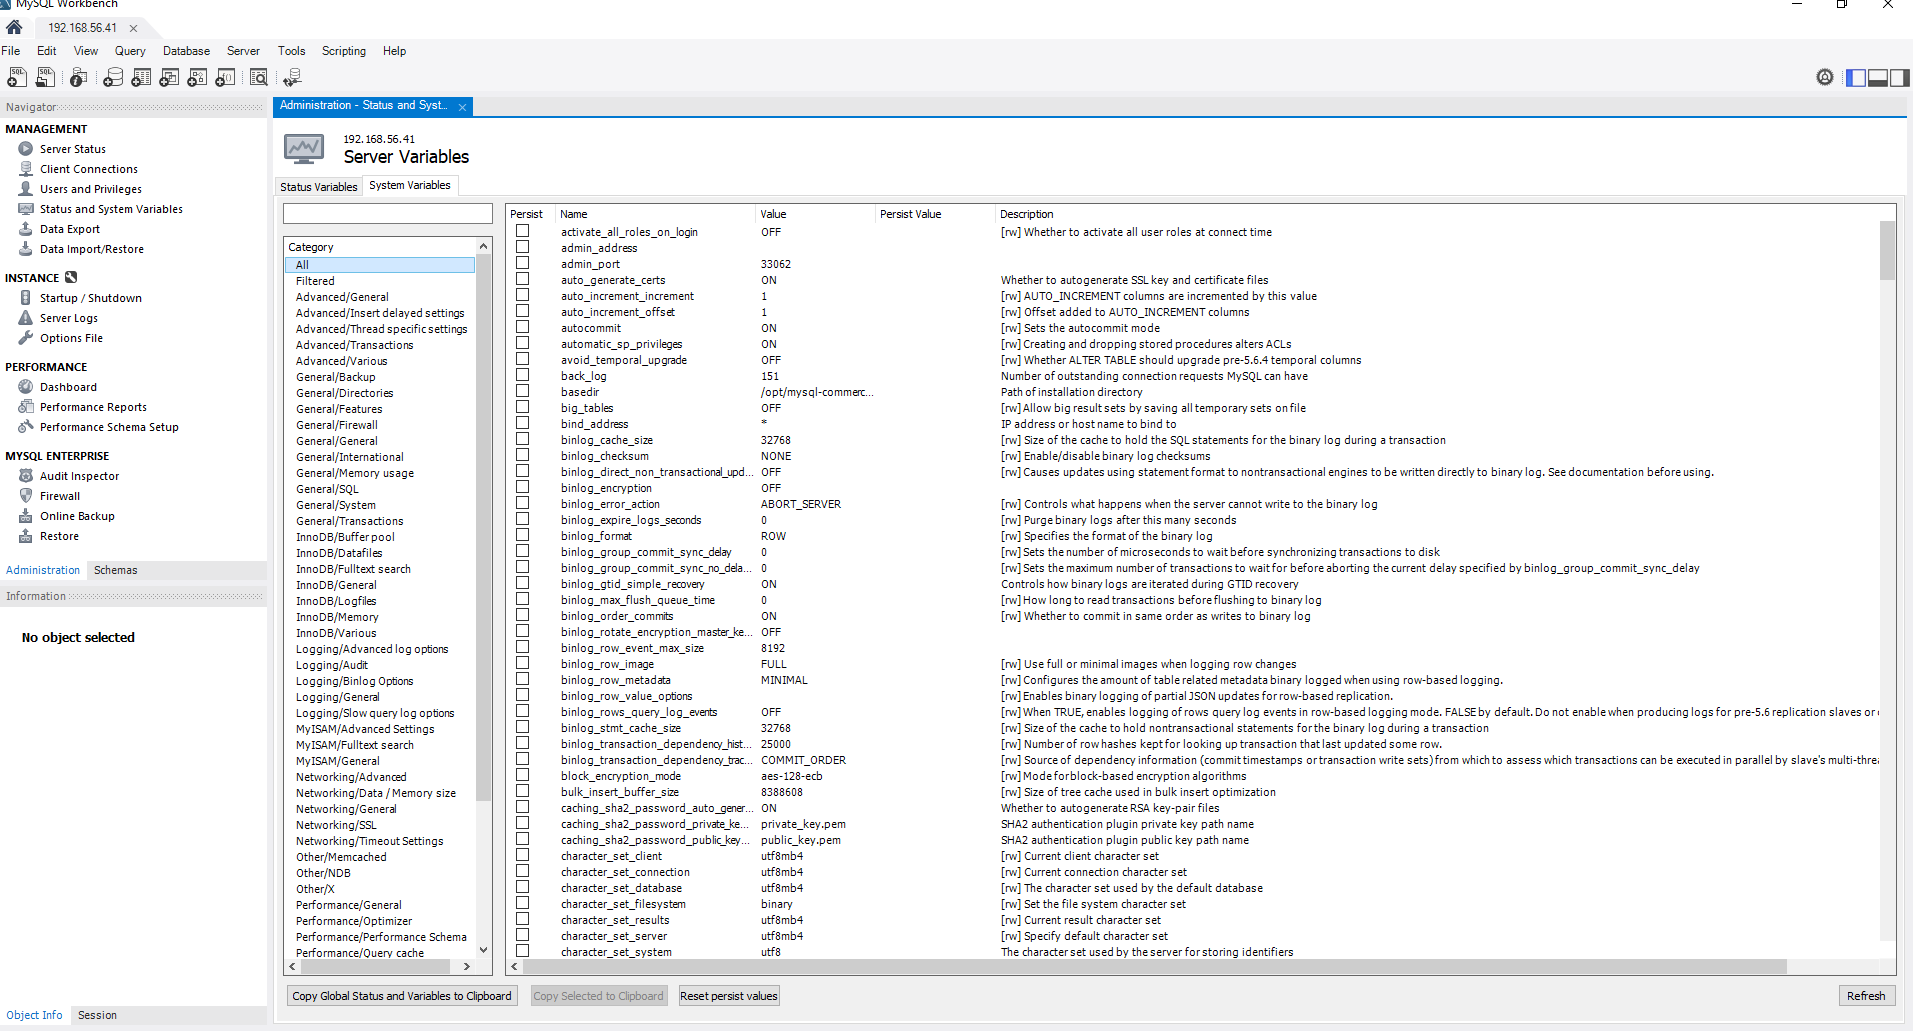 MySQL Workbench
192.168.56.41
File Edit View Query Database Server Tools Scripting Help
Navigator
MANAGEMENT
Server Status
Client Connections
Users and Privileges
Status and System Variables
Data Export
Data Import/Restore
INSTANCE
Startup / Shutdown
Server Logs
Options File
PERFORMANCE
Dashboard
Performance Reports
Performance Schema Setup
MYSQL ENTERPRISE
Audit Inspector
Firewall
Online Backup
Restore
Administration Schemas
Information
No object selected
Object Info Session
Administration - Status and Syst...
192.168.56.41
Server Variables
Status Variables System Variables
Category
All
Filtered
Advanced/General
Advanced/Insert delayed settings
Advanced/Thread specific settings
Advanced/Transactions
Advanced/Various
General/Backup
General/Directories
General/Features
General/Firewall
General/General
General/International
General/Memory usage
General/SQL
General/System
General/Transactions
InnoDB/Buffer pool
InnoDB/Datafiles
InnoDB/Fulltext search
InnoDB/General
InnoDB/Logfiles
InnoDB/Memory
InnoDB/Various
Logging/Advanced log options
Logging/Audit
Logging/Binlog Options
Logging/General
Logging/Slow query log options
MyISAM/Advanced Settings
MyISAM/Fulltext search
MyISAM/General
Networking/Advanced
Networking/Data / Memory size
Networking/General
Networking/SSL
Networking/Timeout Settings
Other/Memcached
Other/NDB
Other/X
Performance/General
Performance/Optimizer
Performance/Performance Schema
Performance/Query cache
Persist Name Value Persist Value Description
activate_all_roles_on_login OFF [rw] Whether to activate all user roles at connect time
admin_address
admin_port 33062
auto_generate_certs ON Whether to autogenerate SSL key and certificate files
auto_increment_increment 1 [rw] AUTO_INCREMENT columns are incremented by this value
auto_increment_offset 1 [rw] Offset added to AUTO_INCREMENT columns
autocommit ON [rw] Sets the autocommit mode
automatic_sp_privileges ON [rw] Creating and dropping stored procedures alters ACLs
avoid_temporal_upgrade OFF [rw] Whether ALTER TABLE should upgrade pre-5.6.4 temporal columns
back_log 151 Number of outstanding connection requests MySQL can have
basedir /opt/mysql-commerc... Path of installation directory
big_tables OFF [rw] Allow big result sets by saving all temporary sets on file
bind_address * IP address or host name to bind to
binlog_cache_size 32768 [rw] Size of the cache to hold the SQL statements for the binary log during a transaction
binlog_checksum NONE [rw] Enable/disable binary log checksums
binlog_direct_non_transactional_upd... OFF [rw] Causes updates using statement format to nontransactional engines to be written directly to binary log. See documentation before using.
binlog_encryption OFF
binlog_error_action ABORT_SERVER [rw] Controls what happens when the server cannot write to the binary log
binlog_expire_logs_seconds 0 [rw] Purge binary logs after this many seconds
binlog_format ROW [rw] Specifies the format of the binary log
binlog_group_commit_sync_delay 0 [rw] Sets the number of microseconds to wait before synchronizing transactions to disk
binlog_group_commit_sync_no_dela... 0 [rw] Sets the maximum number of transactions to wait for before aborting the current delay specified by binlog_group_commit_sync_delay
binlog_gtid_simple_recovery ON Controls how binary logs are iterated during GTID recovery
binlog_max_flush_queue_time 0 [rw] How long to read transactions before flushing to binary log
binlog_order_commits ON [rw] Whether to commit in same order as writes to binary log
binlog_rotate_encryption_master_ke... OFF
binlog_row_event_max_size 8192
binlog_row_image FULL [rw] Use full or minimal images when logging row changes
binlog_row_metadata MINIMAL [rw] Configures the amount of table related metadata binary logged when using row-based logging.
binlog_row_value_options [rw] Enables binary logging of partial JSON updates for row-based replication.
binlog_rows_query_log_events OFF [rw] When TRUE, enables logging of rows query log events in row-based logging mode. FALSE by default. Do not enable when producing logs for pre-5.6 replication slaves or
binlog_stmt_cache_size 32768 [rw] Size of the cache to hold nontransactional statements for the binary log during a transaction
binlog_transaction_dependency_hist... 25000 [rw] Number of row hashes kept for looking up transaction that last updated some row.
binlog_transaction_dependency_trac... COMMIT_ORDER [rw] Source of dependency information (commit timestamps or transaction write sets) from which to assess which transactions can be executed in parallel by slave's multi-threa
block_encryption_mode aes-128-ecb [rw] Mode for block-based encryption algorithms
bulk_insert_buffer_size 8388608 [rw] Size of tree cache used in bulk insert optimization
caching_sha2_password_auto_gener... ON Whether to autogenerate RSA key-pair files
caching_sha2_password_private_ke... private_key.pem SHA2 authentication plugin private key path name
caching_sha2_password_public_key... public_key.pem SHA2 authentication plugin public key path name
character_set_client utf8mb4 [rw] Current client character set
character_set_connection utf8mb4 [rw] Current connection character set
character_set_database utf8mb4 [rw] The character set used by the default database
character_set_filesystem binary [rw] Set the file system character set
character_set_results utf8mb4 [rw] Current result character set
character_set_server utf8mb4 [rw] Specify default character set
character_set_system utf8 The character set used by the server for storing identifiers
Copy Global Status and Variables to Clipboard Copy Selected to Clipboard Reset persist values Refresh